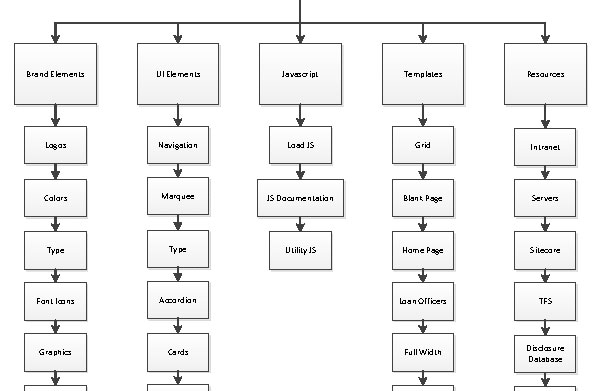 Brand Elements
UI Elements
Javascript
Templates
Resources
Logos
Navigation
Load JS
Grid
Intranet
Colors
Marquee
JS Documentation
Blank Page
Servers
Type
Type
Utility JS
Home Page
Sitecore
Font Icons
Accordion
Loan Officers
TFS
Graphics
Cards
Full Width
Disclosure
Database